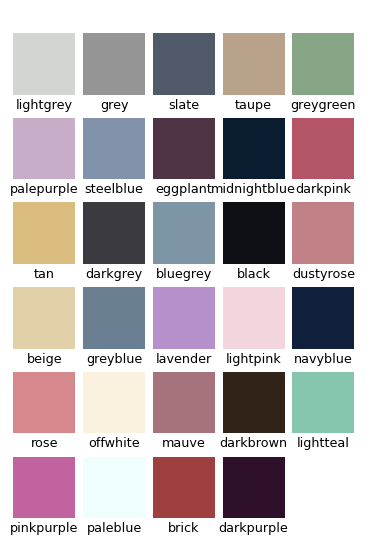 lightgrey grey slate taupe greygreen
palepurple steelblue eggplant midnightblue darkpink
tan darkgrey bluegrey black dustyrose
beige greyblue lavender lightpink navyblue
rose offwhite mauve darkbrown lightteal
pinkpurple paleblue brick darkpurple